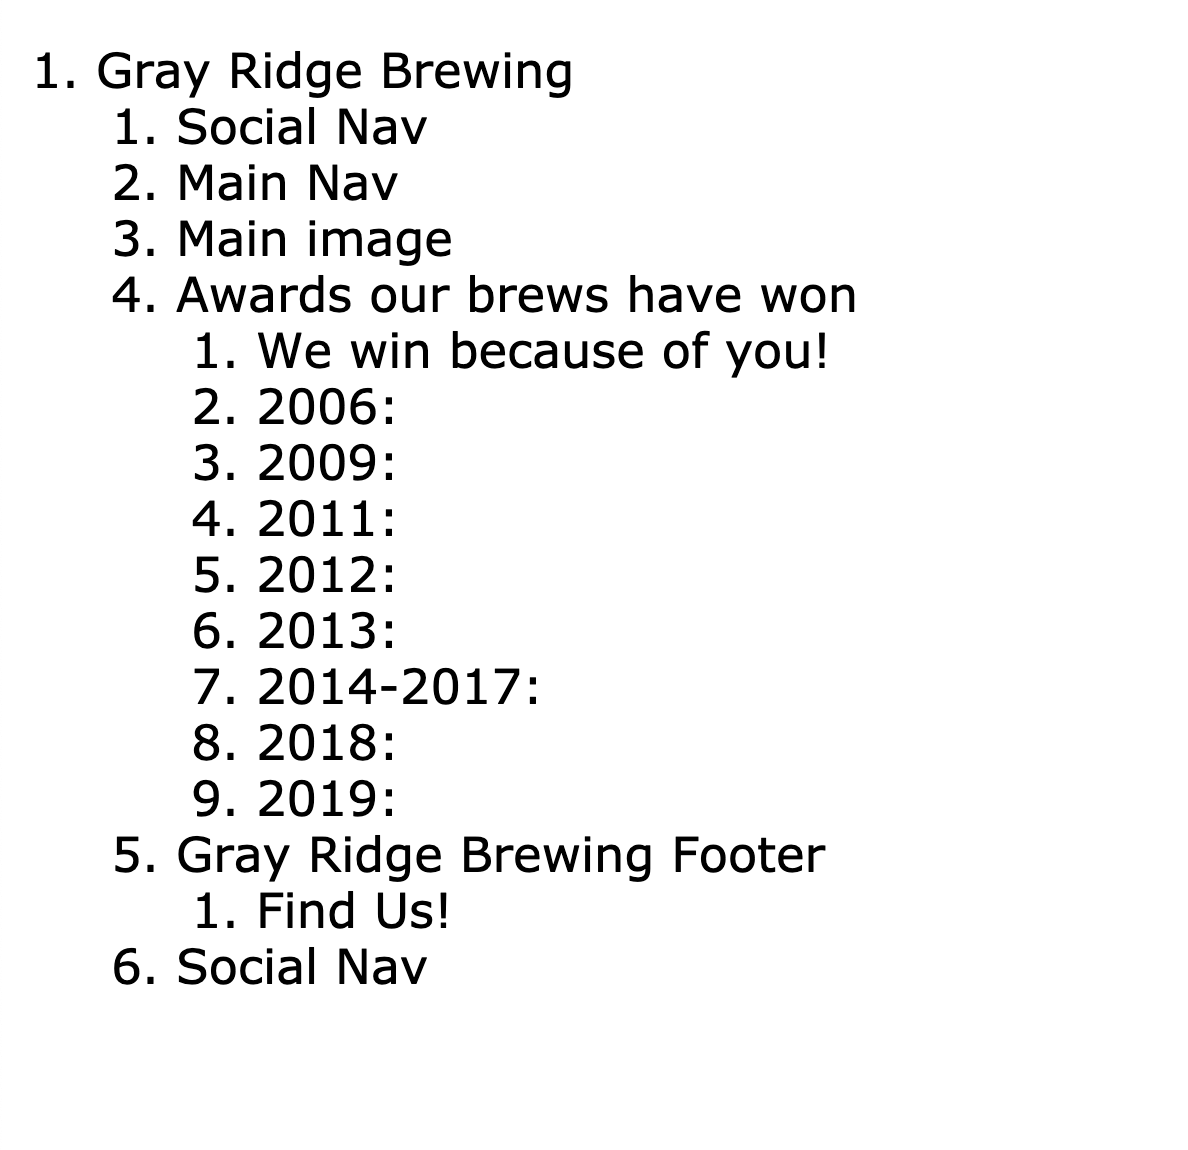 1. Gray Ridge Brewing
1. Social Nav
2. Main Nav
3. Main image
4. Awards our brews have won
1. We win because of you!
2. 2006:
3. 2009:
4. 2011:
5. 2012:
6. 2013:
7. 2014-2017:
8. 2018:
9. 2019:
5. Gray Ridge Brewing Footer
1. Find Us!
6. Social Nav